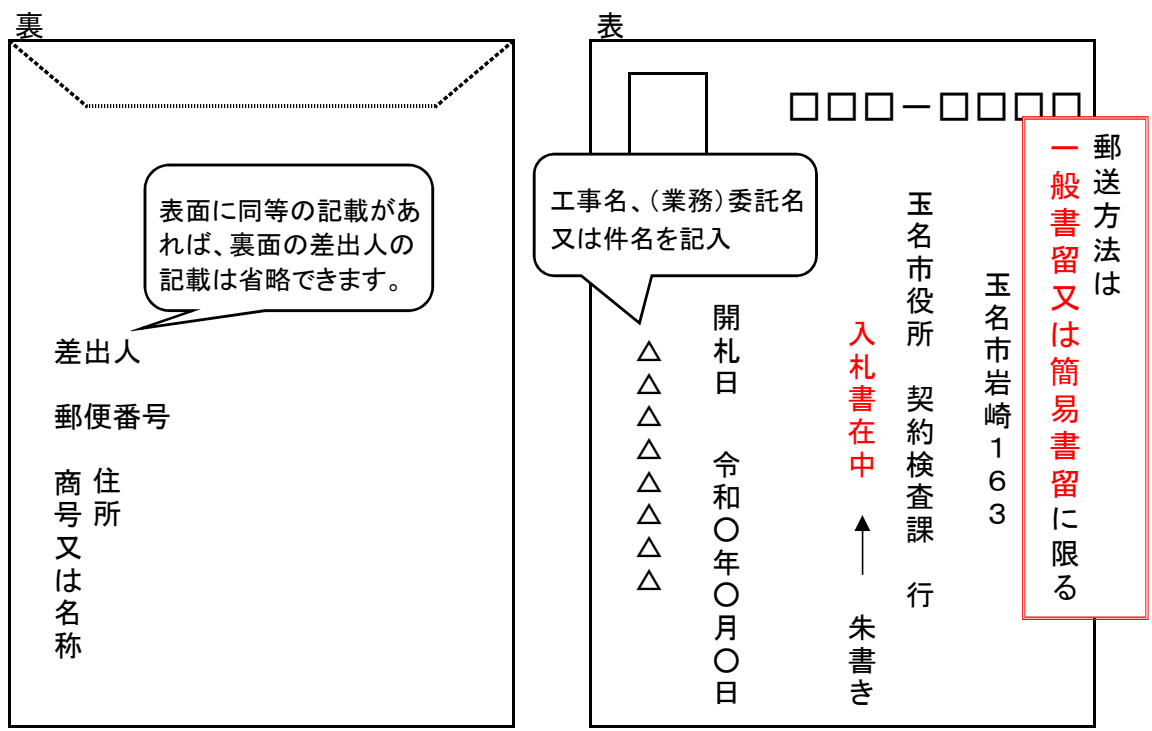 裏
表面に同等の記載があ
れば、裏面の差出人の
記載は省略できます。
差出人
郵便番号
住所
商号又は名称
表
□□□－□□□□
郵送方法は
一般書留又は簡易書留に限る
玉名市岩崎１６３
玉名市役所　契約検査課　行
入札書在中
朱書き
開札日　令和〇年〇月〇日
工事名、（業務）委託名
又は件名を記入
△△△△△△△△